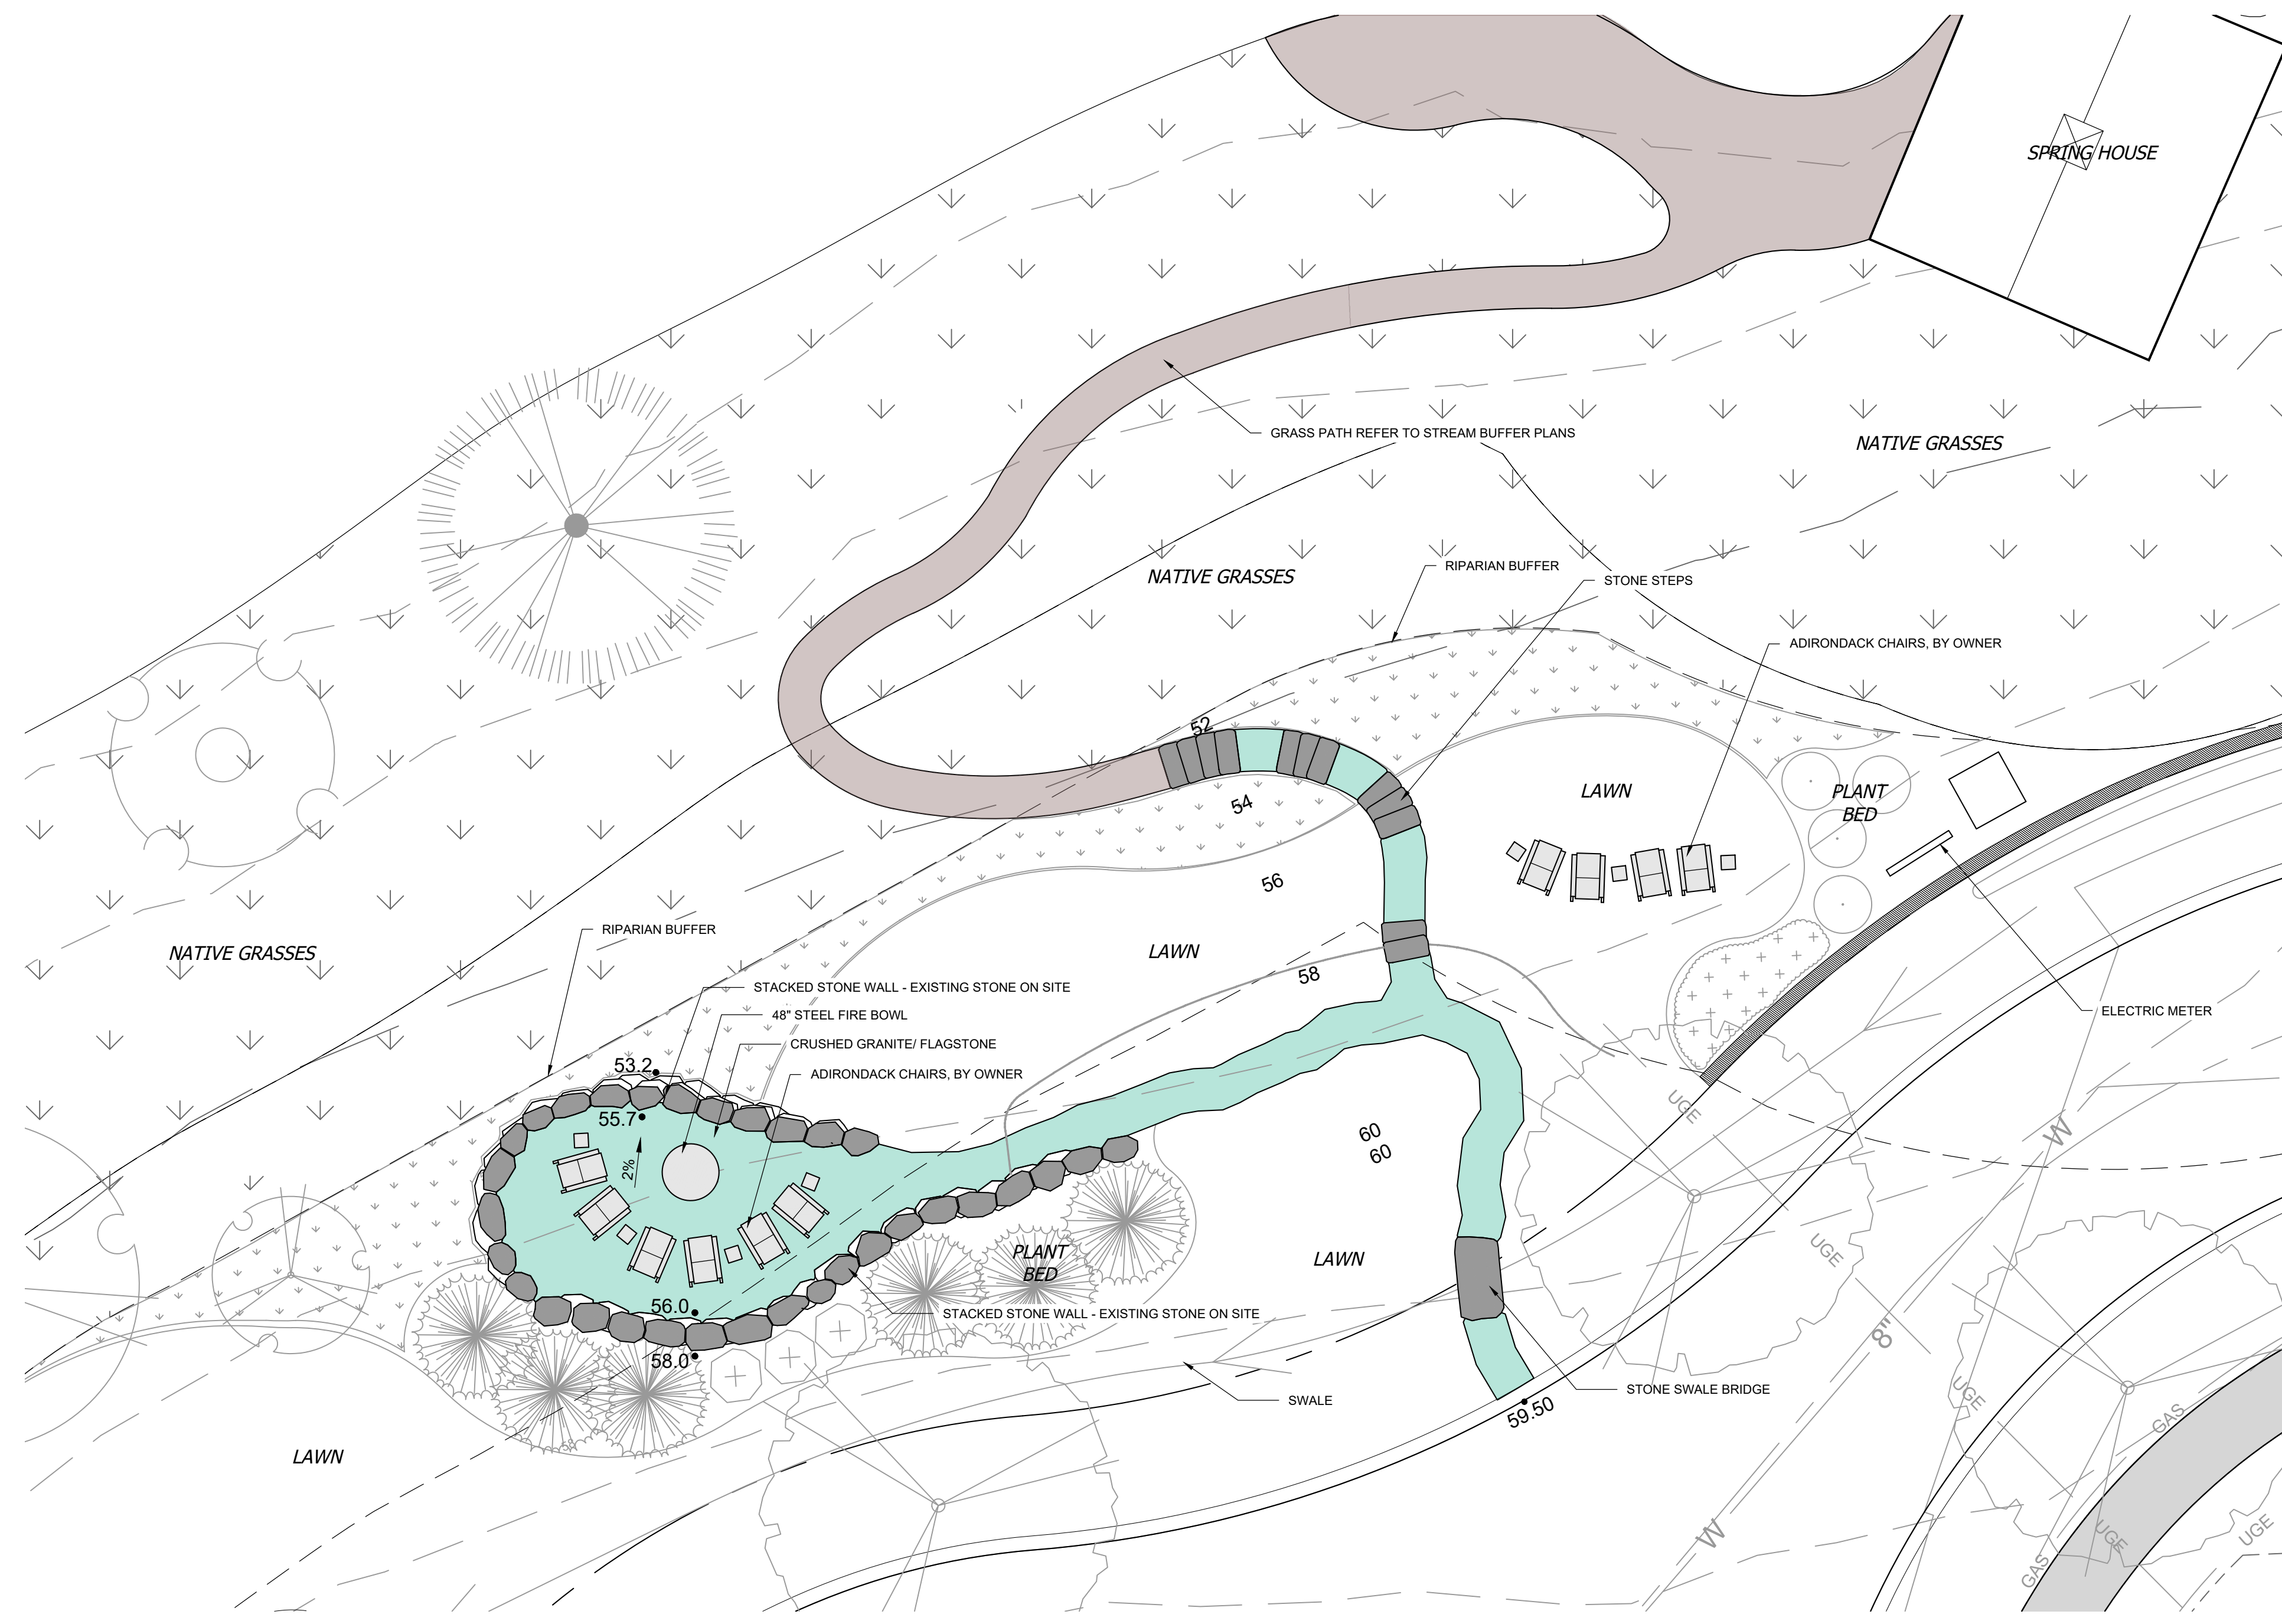 SPRING HOUSE
GRASS PATH REFER TO STREAM BUFFER PLANS
NATIVE GRASSES
RIPARIAN BUFFER
NATIVE GRASSES
STONE STEPS
ADIRONDACK CHAIRS, BY OWNER
52
LAWN
PLANT
BED
54
56
RIPARIAN BUFFER
NATIVE GRASSES
LAWN
58
STACKED STONE WALL - EXISTING STONE ON SITE
48" STEEL FIRE BOWL
ELECTRIC METER
CRUSHED GRANITE/ FLAGSTONE
53.2
ADIRONDACK CHAIRS, BY OWNER
UGE
55.7
60
W
60
2%
PLANT
BED
LAWN
UGE
56.0
STACKED STONE WALL - EXISTING STONE ON SITE
8"
58.0
STONE SWALE BRIDGE
UGE
SWALE
59.50
GAS
58
LAWN
W
UGE
UGE
GAS